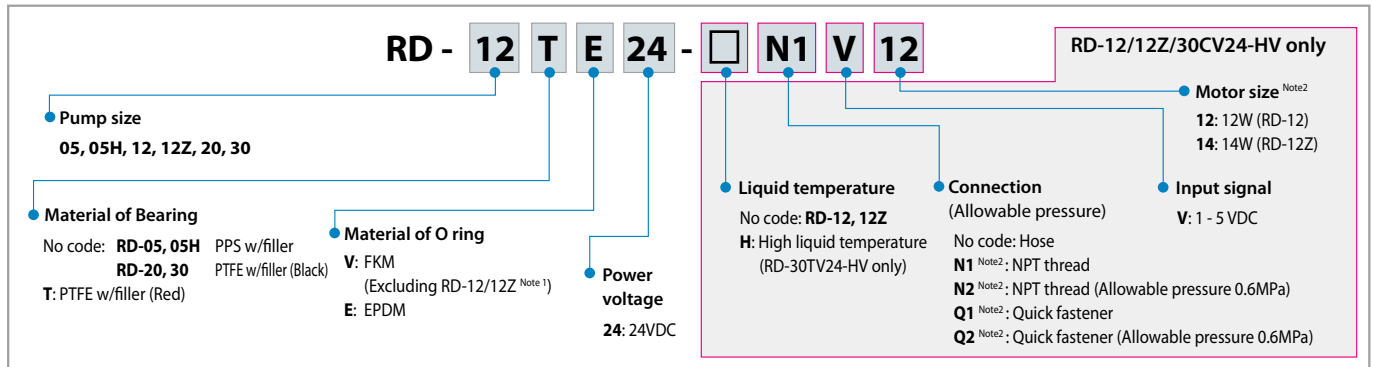 RD - 12 T E 24 - □ N1 V 12
RD-12/12Z/30CV24-HV only
Pump size
05, 05H, 12, 12Z, 20, 30
Material of Bearing
No code: RD-05, 05H PPS w/filler
RD-20, 30 PTFE w/filler (Black)
T: PTFE w/filler (Red)
Material of O ring
V: FKM
(Excluding RD-12/12Z Note 1)
E: EPDM
Power
voltage
24: 24VDC
Liquid temperature
No code: RD-12, 12Z
H: High liquid temperature
(RD-30TV24-HV only)
Connection
(Allowable pressure)
No code: Hose
N1 Note2: NPT thread
N2 Note2: NPT thread (Allowable pressure 0.6MPa)
Q1 Note2: Quick fastener
Q2 Note2: Quick fastener (Allowable pressure 0.6MPa)
Input signal
V: 1 - 5 VDC
Motor size Note2
12: 12W (RD-12)
14: 14W (RD-12Z)